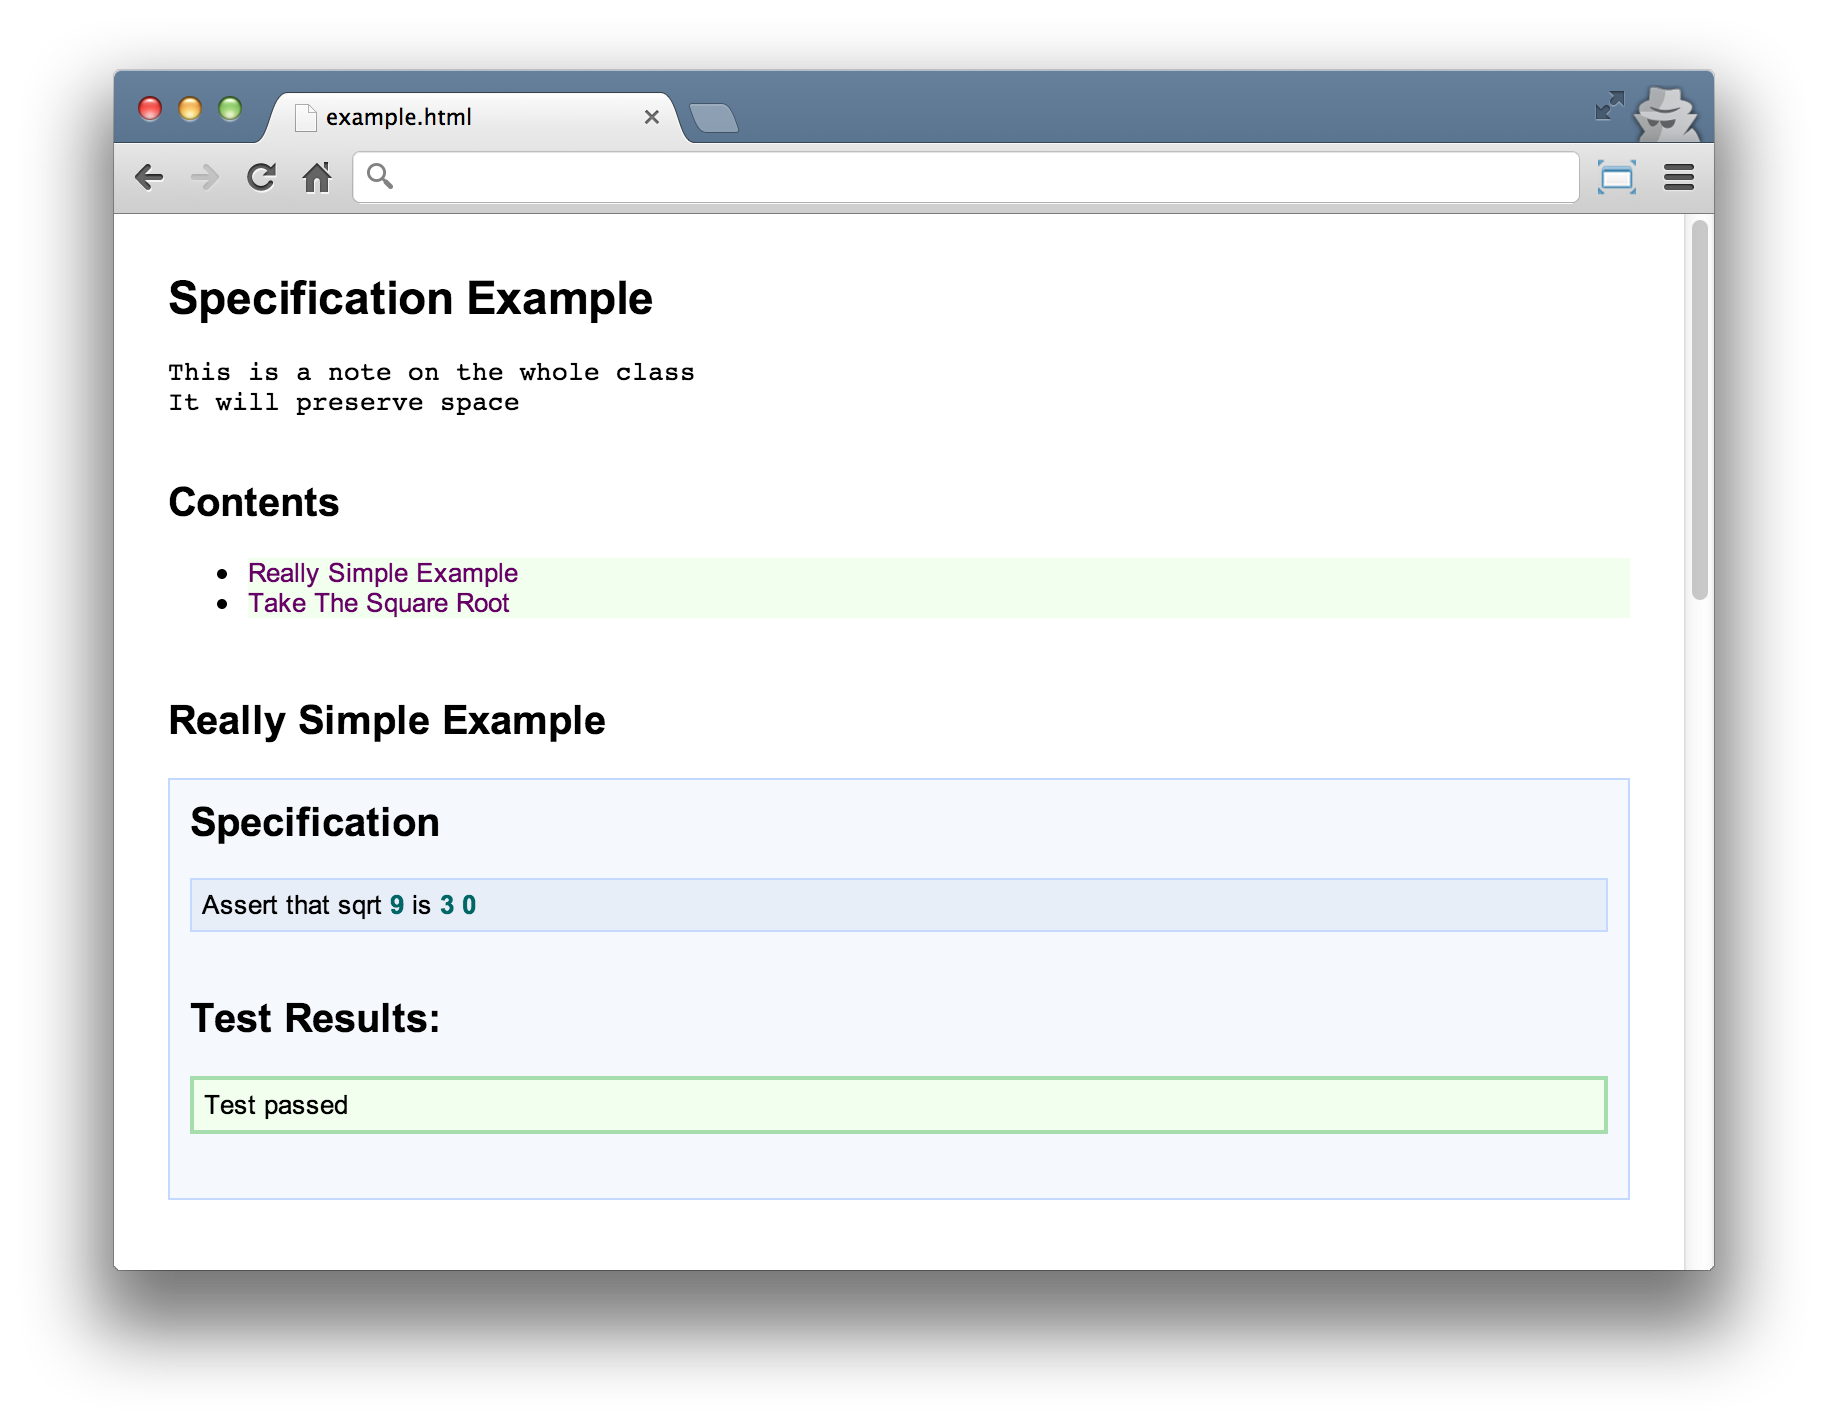 example.html
Specification Example
This is a note on the whole class
It will preserve space
Contents
Really Simple Example
Take The Square Root
Really Simple Example
Specification
Assert that sqrt 9 is 3 0
Test Results:
Test passed